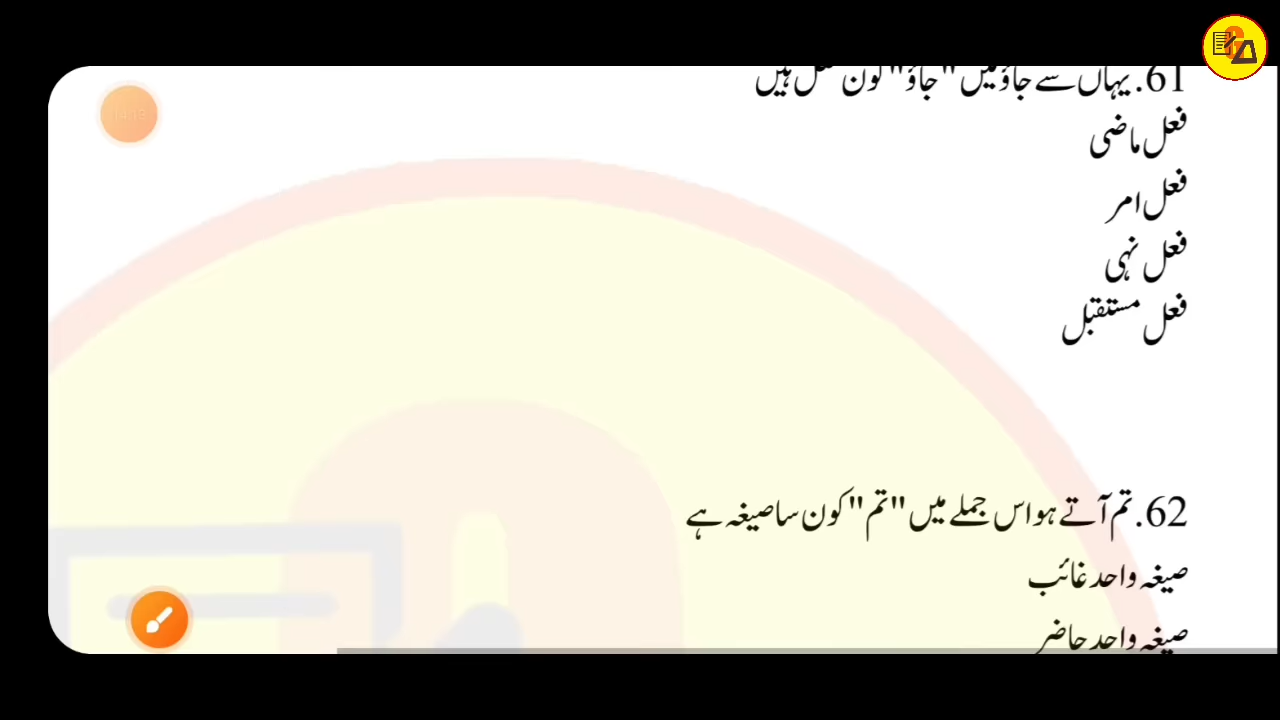 61. یہاں سے جاؤ میں "جاؤ" کون فعل ہیں
فعل ماضی
فعل امر
فعل نہی
فعل مستقبل
62. تم آتے ہو اس جملے میں "تم" کون سا صیغہ ہے
صیغہ واحد غائب
صیغہ واحد حاضر